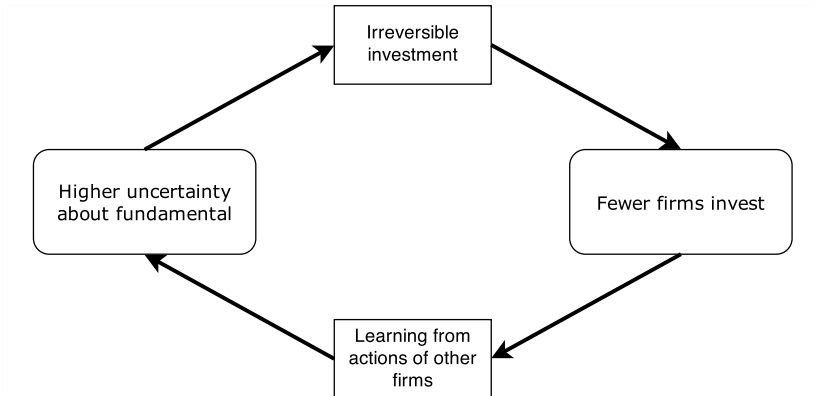 Irreversible
investment
Higher uncertainty
about fundamental
Fewer firms invest
Learning from
actions of other
firms